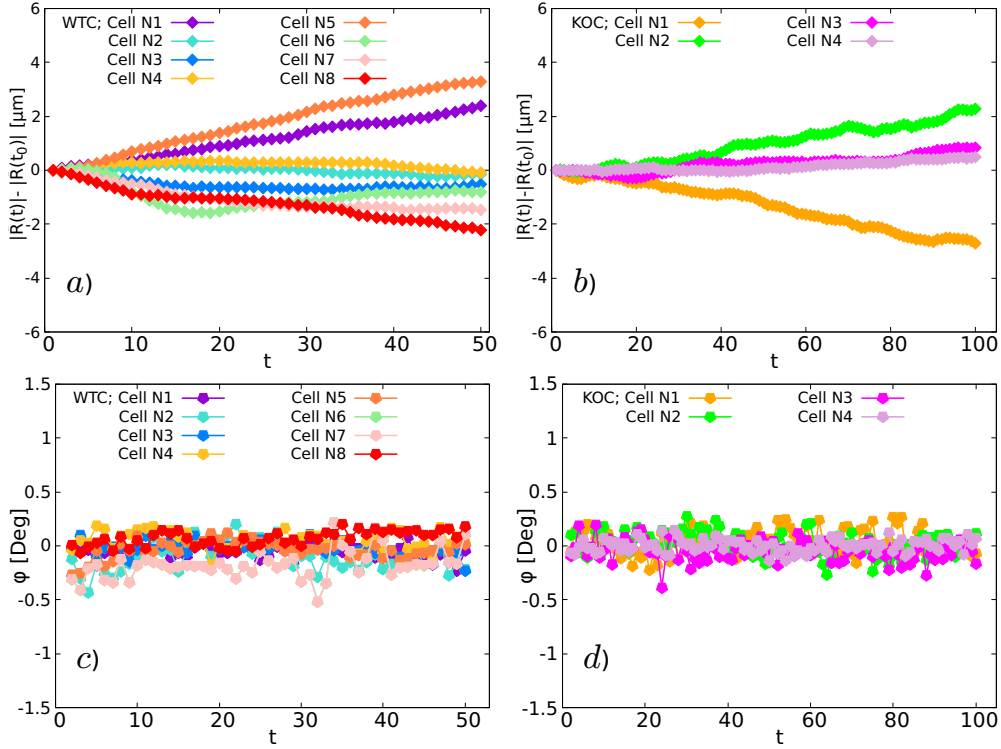 WTC; Cell N1
Cell N2
Cell N3
Cell N4
Cell N5
Cell N6
Cell N7
Cell N8
|R(t)|- |R(t₀)| [µm]
6
4
2
0
-2
-4
-6
0 10 20 30 40 50
t
a)
KOC; Cell N1
Cell N2
Cell N3
Cell N4
|R(t)|-|R(t₀)| [µm]
6
4
2
0
-2
-4
-6
0 20 40 60 80 100
t
b)
WTC; Cell N1
Cell N2
Cell N3
Cell N4
Cell N5
Cell N6
Cell N7
Cell N8
φ [Deg]
1.5
1
0.5
0
-0.5
-1
-1.5
0 10 20 30 40 50
t
c)
KOC; Cell N1
Cell N2
Cell N3
Cell N4
φ [Deg]
1.5
1
0.5
0
-0.5
-1
-1.5
0 20 40 60 80 100
t
d)